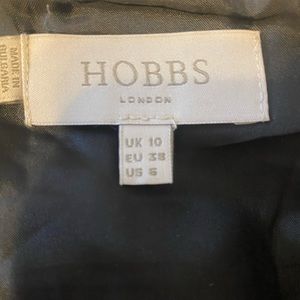 MADE IN
BULGARIA
HOBBS
LONDON
UK 10
EU 38
US 6